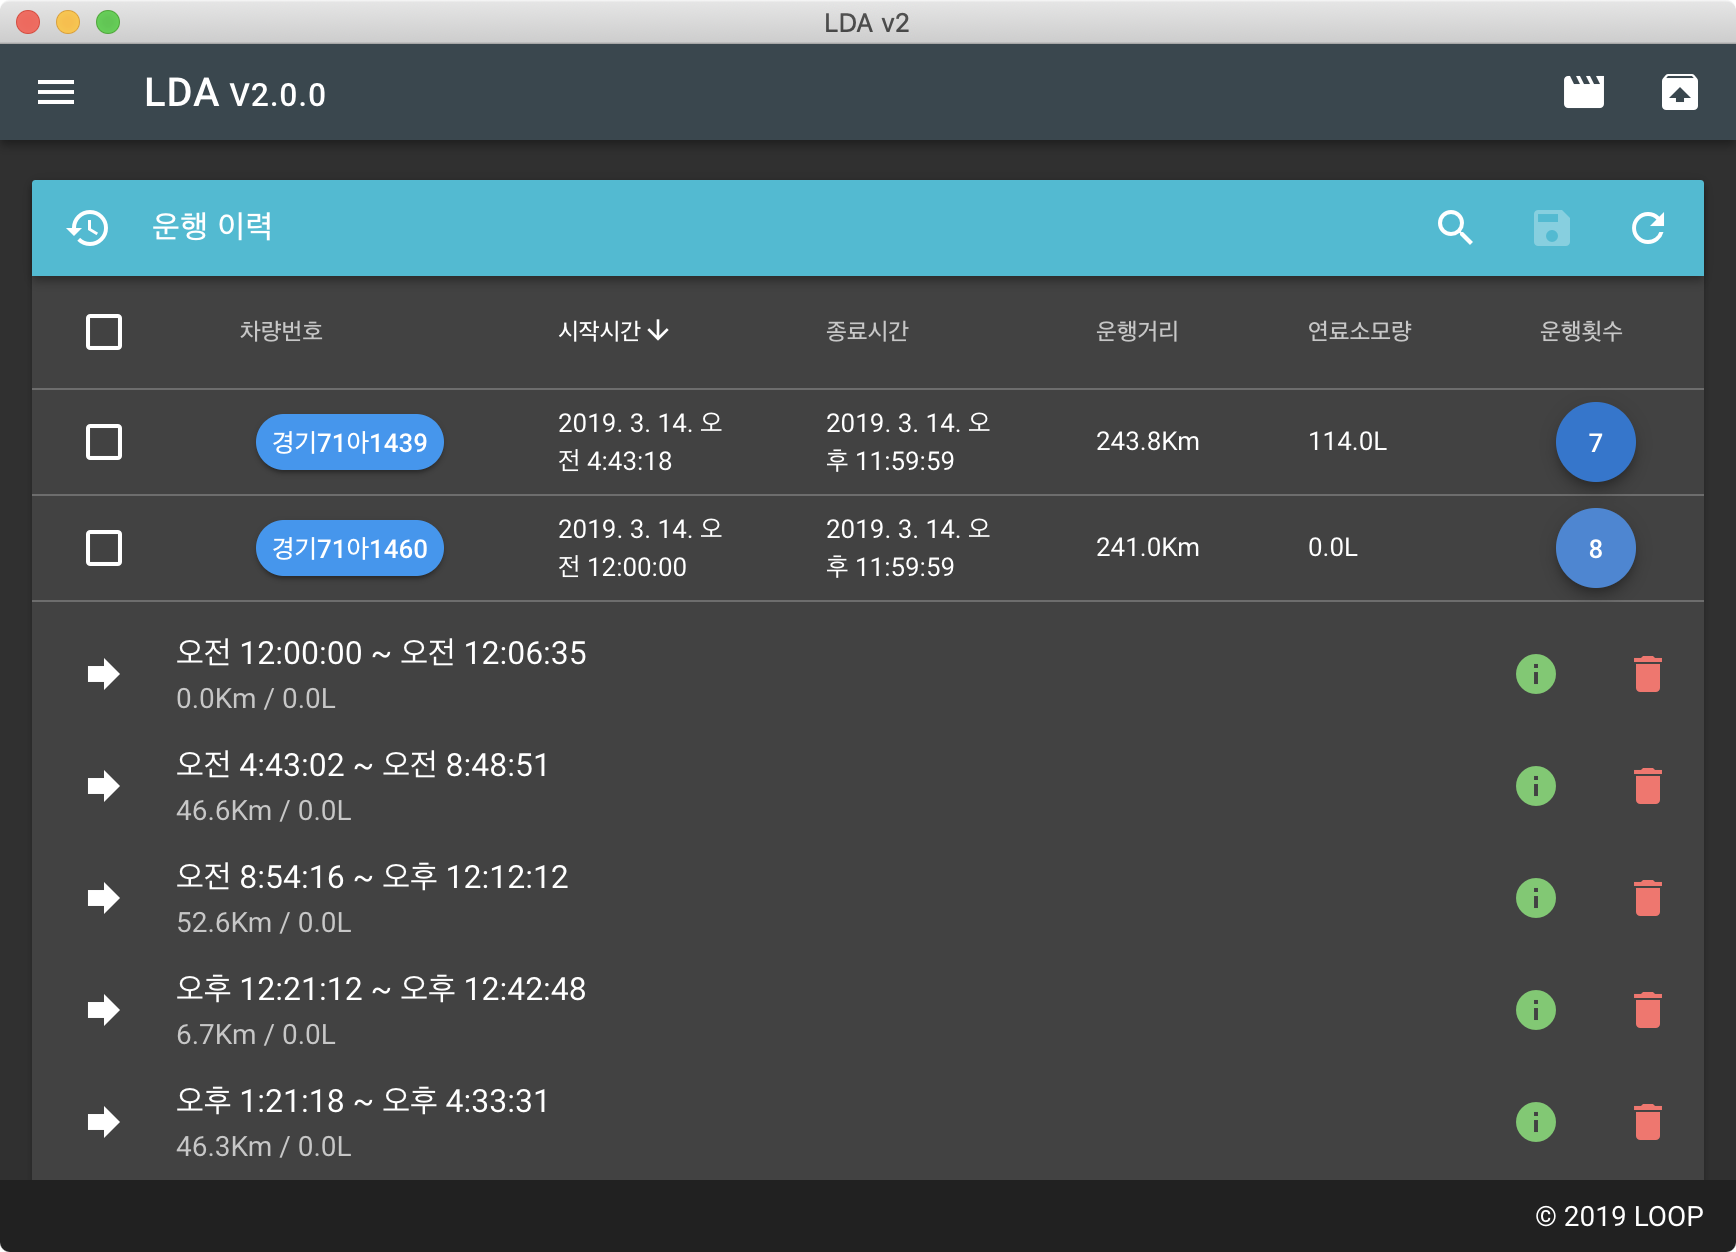 LDA v2
LDA V2.0.0
운행 이력
차량번호 시작시간 종료시간 운행거리 연료소모량 운행횟수
경기71아1439
2019. 3. 14. 오
전 4:43:18
2019. 3. 14. 오
후 11:59:59
243.8Km
114.0L
7
경기71아1460
2019. 3. 14. 오
전 12:00:00
2019. 3. 14. 오
후 11:59:59
241.0Km
0.0L
8
오전 12:00:00 ~ 오전 12:06:35
0.0Km / 0.0L
오전 4:43:02 ~ 오전 8:48:51
46.6Km / 0.0L
오전 8:54:16 ~ 오후 12:12:12
52.6Km / 0.0L
오후 12:21:12 ~ 오후 12:42:48
6.7Km / 0.0L
오후 1:21:18 ~ 오후 4:33:31
46.3Km / 0.0L
© 2019 LOOP